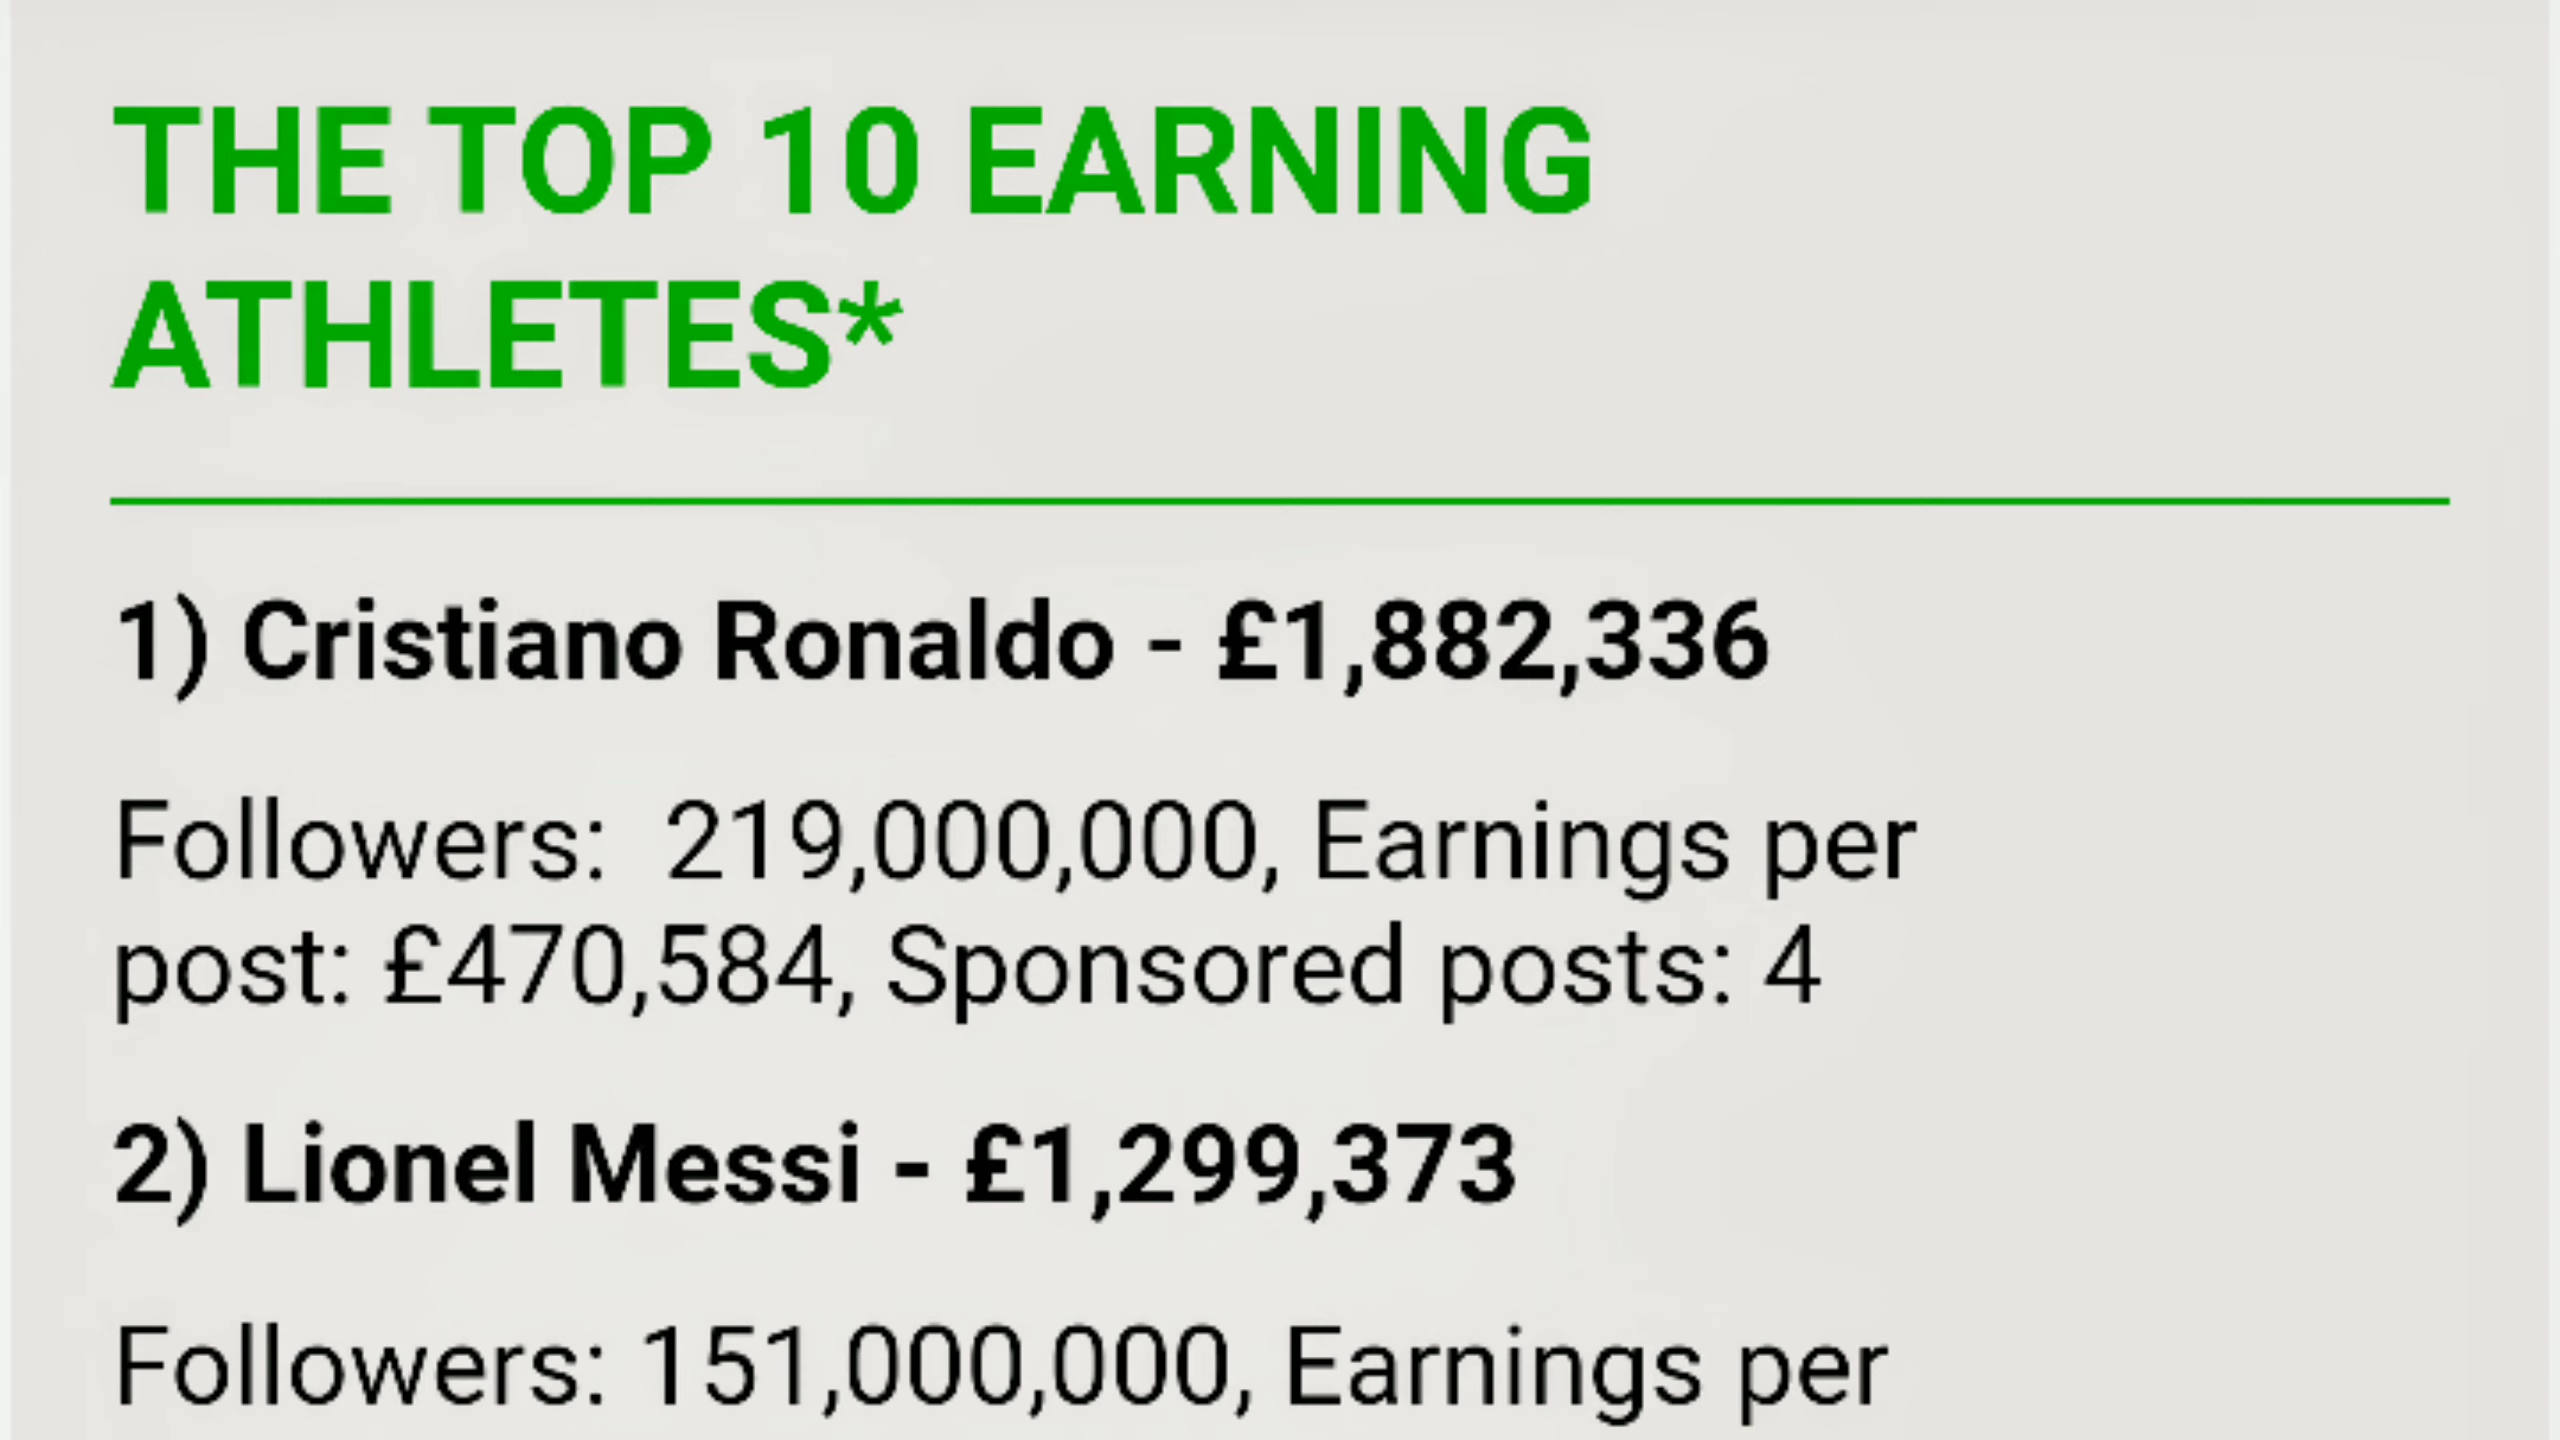 THE TOP 10 EARNING
ATHLETES*
1) Cristiano Ronaldo - £1,882,336
Followers:  219,000,000, Earnings per
post: £470,584, Sponsored posts: 4
2) Lionel Messi - £1,299,373
Followers: 151,000,000, Earnings per